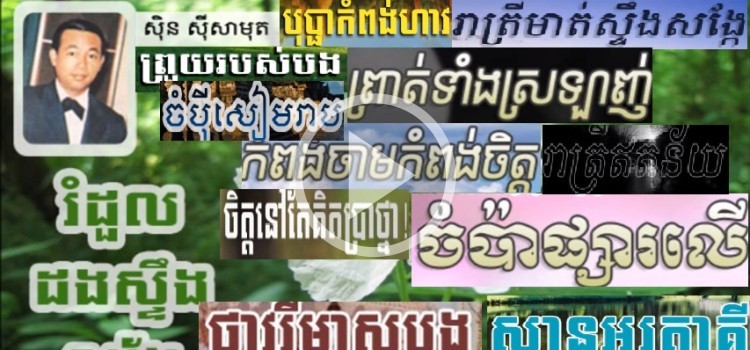 ស៊ិន ស៊ីសាមុត
បុប្ផាកំពង់ហាវ
រាត្រីមាត់ស្ទឹងសង្កែ
ព្រួយរបស់បង
ព្រាត់ទាំងស្រឡាញ់
ចំប៉ីសៀមរាប
កំពង់ចាមកំពង់ចិត្ត
រាត្រីឥតន័យ
រំដួល
ចិត្តនៅតែគិតប្រាថ្នា!
ចំប៉ាផ្សារលើ
ដងស្ទឹង
ថាវរីមាសបង
ឋានអវតាគី